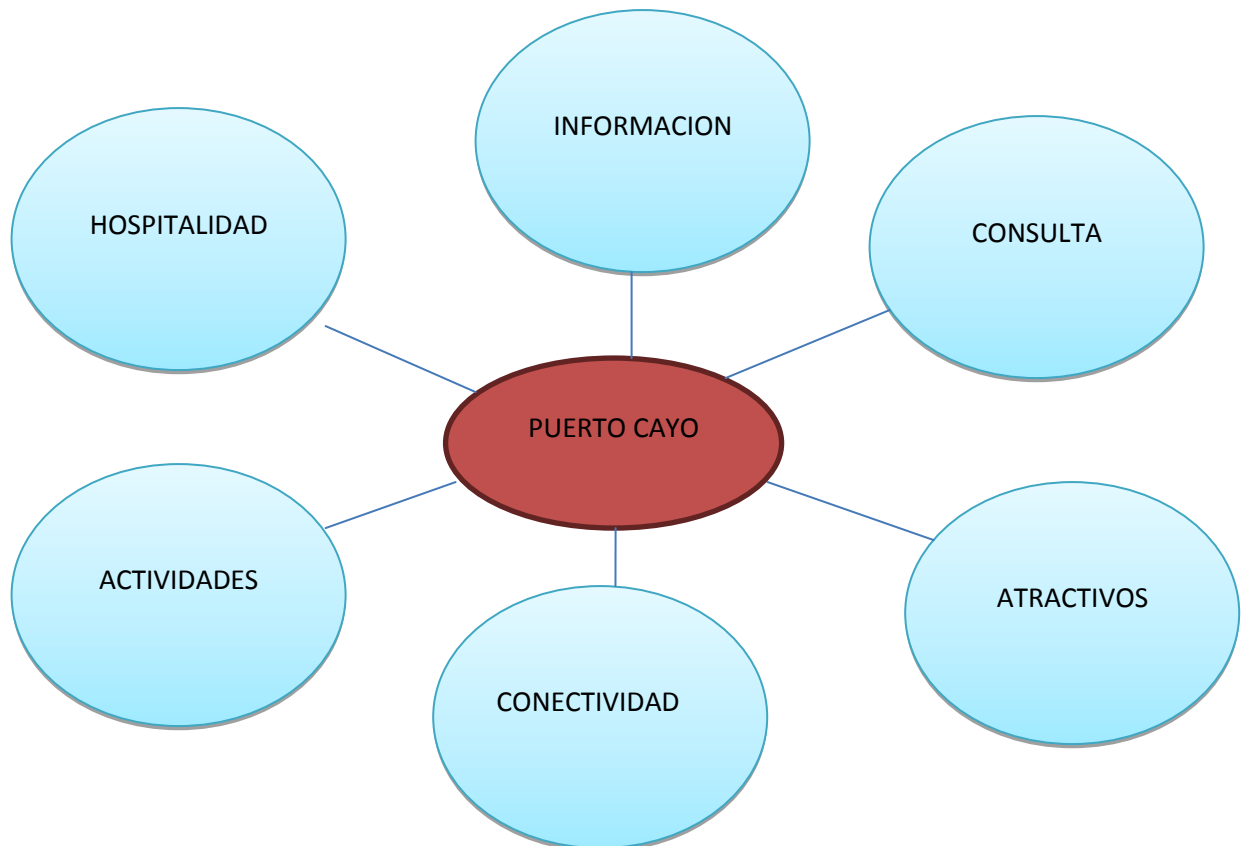 INFORMACION
HOSPITALIDAD
CONSULTA
PUERTO CAYO
ACTIVIDADES
ATRACTIVOS
CONECTIVIDAD